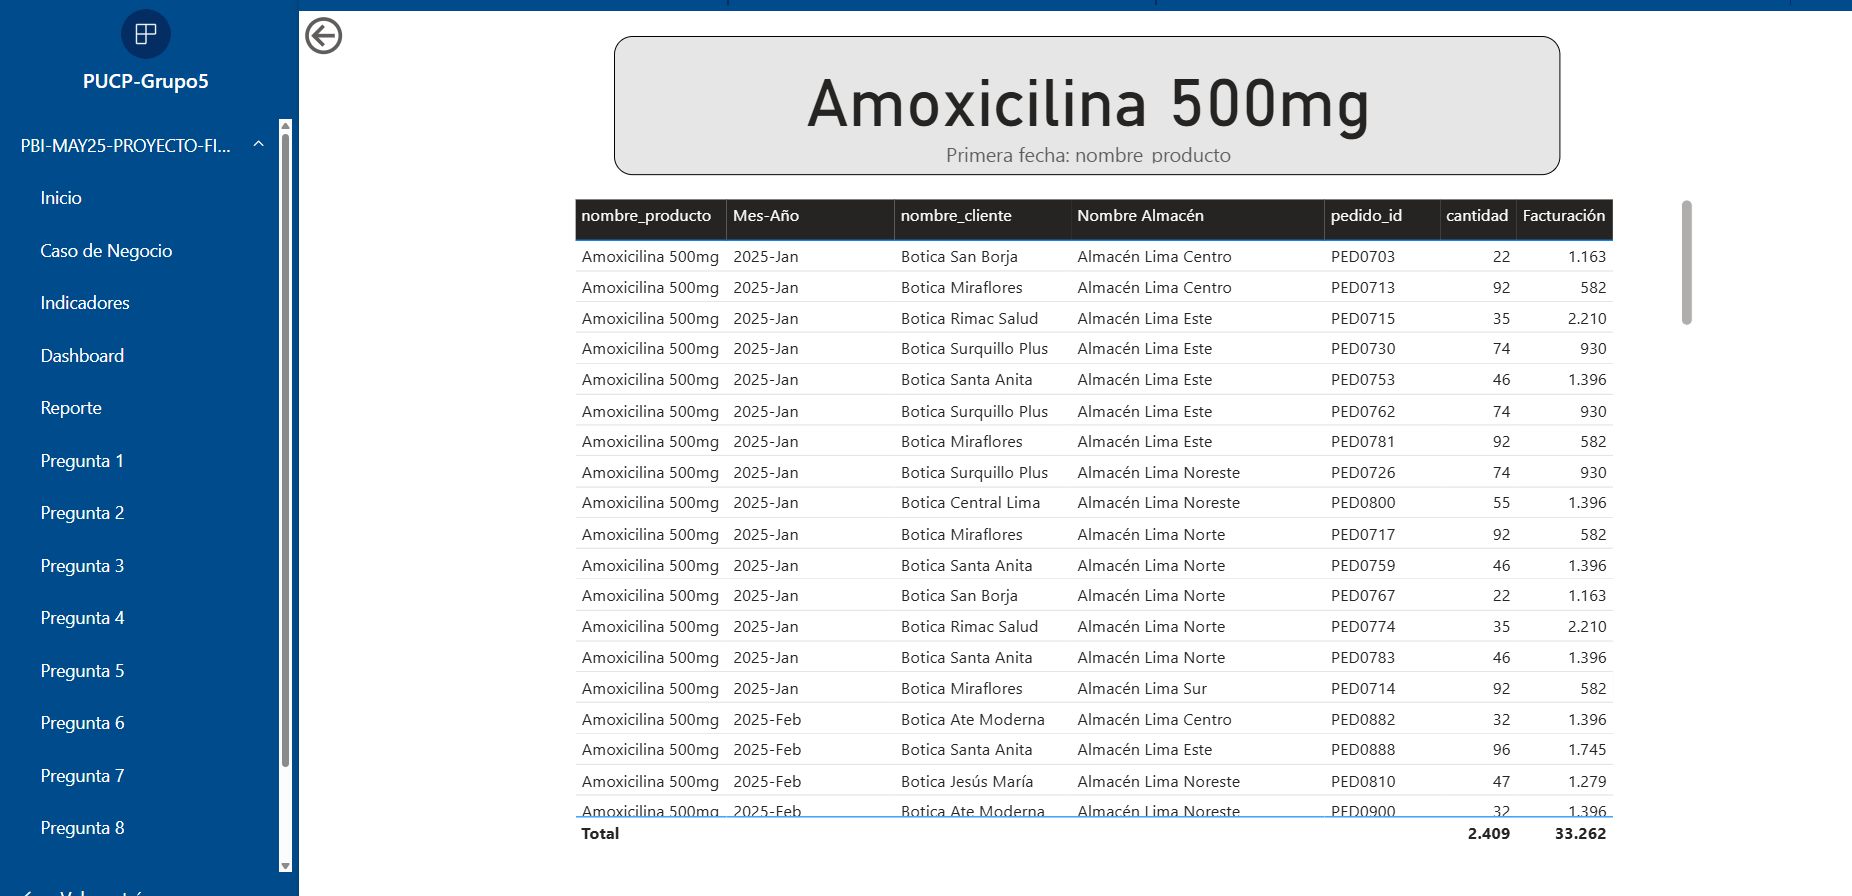 PUCP-Grupo5
PBI-MAY25-PROYECTO-FI...
Inicio
Caso de Negocio
Indicadores
Dashboard
Reporte
Pregunta 1
Pregunta 2
Pregunta 3
Pregunta 4
Pregunta 5
Pregunta 6
Pregunta 7
Pregunta 8
Amoxicilina 500mg
Primera fecha: nombre_producto
nombre_producto Mes-Año nombre_cliente Nombre Almacén pedido_id cantidad Facturación
Amoxicilina 500mg 2025-Jan Botica San Borja Almacén Lima Centro PED0703 22 1.163
Amoxicilina 500mg 2025-Jan Botica Miraflores Almacén Lima Centro PED0713 92 582
Amoxicilina 500mg 2025-Jan Botica Rimac Salud Almacén Lima Este PED0715 35 2.210
Amoxicilina 500mg 2025-Jan Botica Surquillo Plus Almacén Lima Este PED0730 74 930
Amoxicilina 500mg 2025-Jan Botica Santa Anita Almacén Lima Este PED0753 46 1.396
Amoxicilina 500mg 2025-Jan Botica Surquillo Plus Almacén Lima Este PED0762 74 930
Amoxicilina 500mg 2025-Jan Botica Miraflores Almacén Lima Este PED0781 92 582
Amoxicilina 500mg 2025-Jan Botica Surquillo Plus Almacén Lima Noreste PED0726 74 930
Amoxicilina 500mg 2025-Jan Botica Central Lima Almacén Lima Noreste PED0800 55 1.396
Amoxicilina 500mg 2025-Jan Botica Miraflores Almacén Lima Norte PED0717 92 582
Amoxicilina 500mg 2025-Jan Botica Santa Anita Almacén Lima Norte PED0759 46 1.396
Amoxicilina 500mg 2025-Jan Botica San Borja Almacén Lima Norte PED0767 22 1.163
Amoxicilina 500mg 2025-Jan Botica Rimac Salud Almacén Lima Norte PED0774 35 2.210
Amoxicilina 500mg 2025-Jan Botica Santa Anita Almacén Lima Norte PED0783 46 1.396
Amoxicilina 500mg 2025-Jan Botica Miraflores Almacén Lima Sur PED0714 92 582
Amoxicilina 500mg 2025-Feb Botica Ate Moderna Almacén Lima Centro PED0882 32 1.396
Amoxicilina 500mg 2025-Feb Botica Santa Anita Almacén Lima Este PED0888 96 1.745
Amoxicilina 500mg 2025-Feb Botica Jesús María Almacén Lima Noreste PED0810 47 1.279
Amoxicilina 500mg 2025-Feb Botica Ate Moderna Almacén Lima Noreste PED0900 32 1.396
Total 2.409 33.262